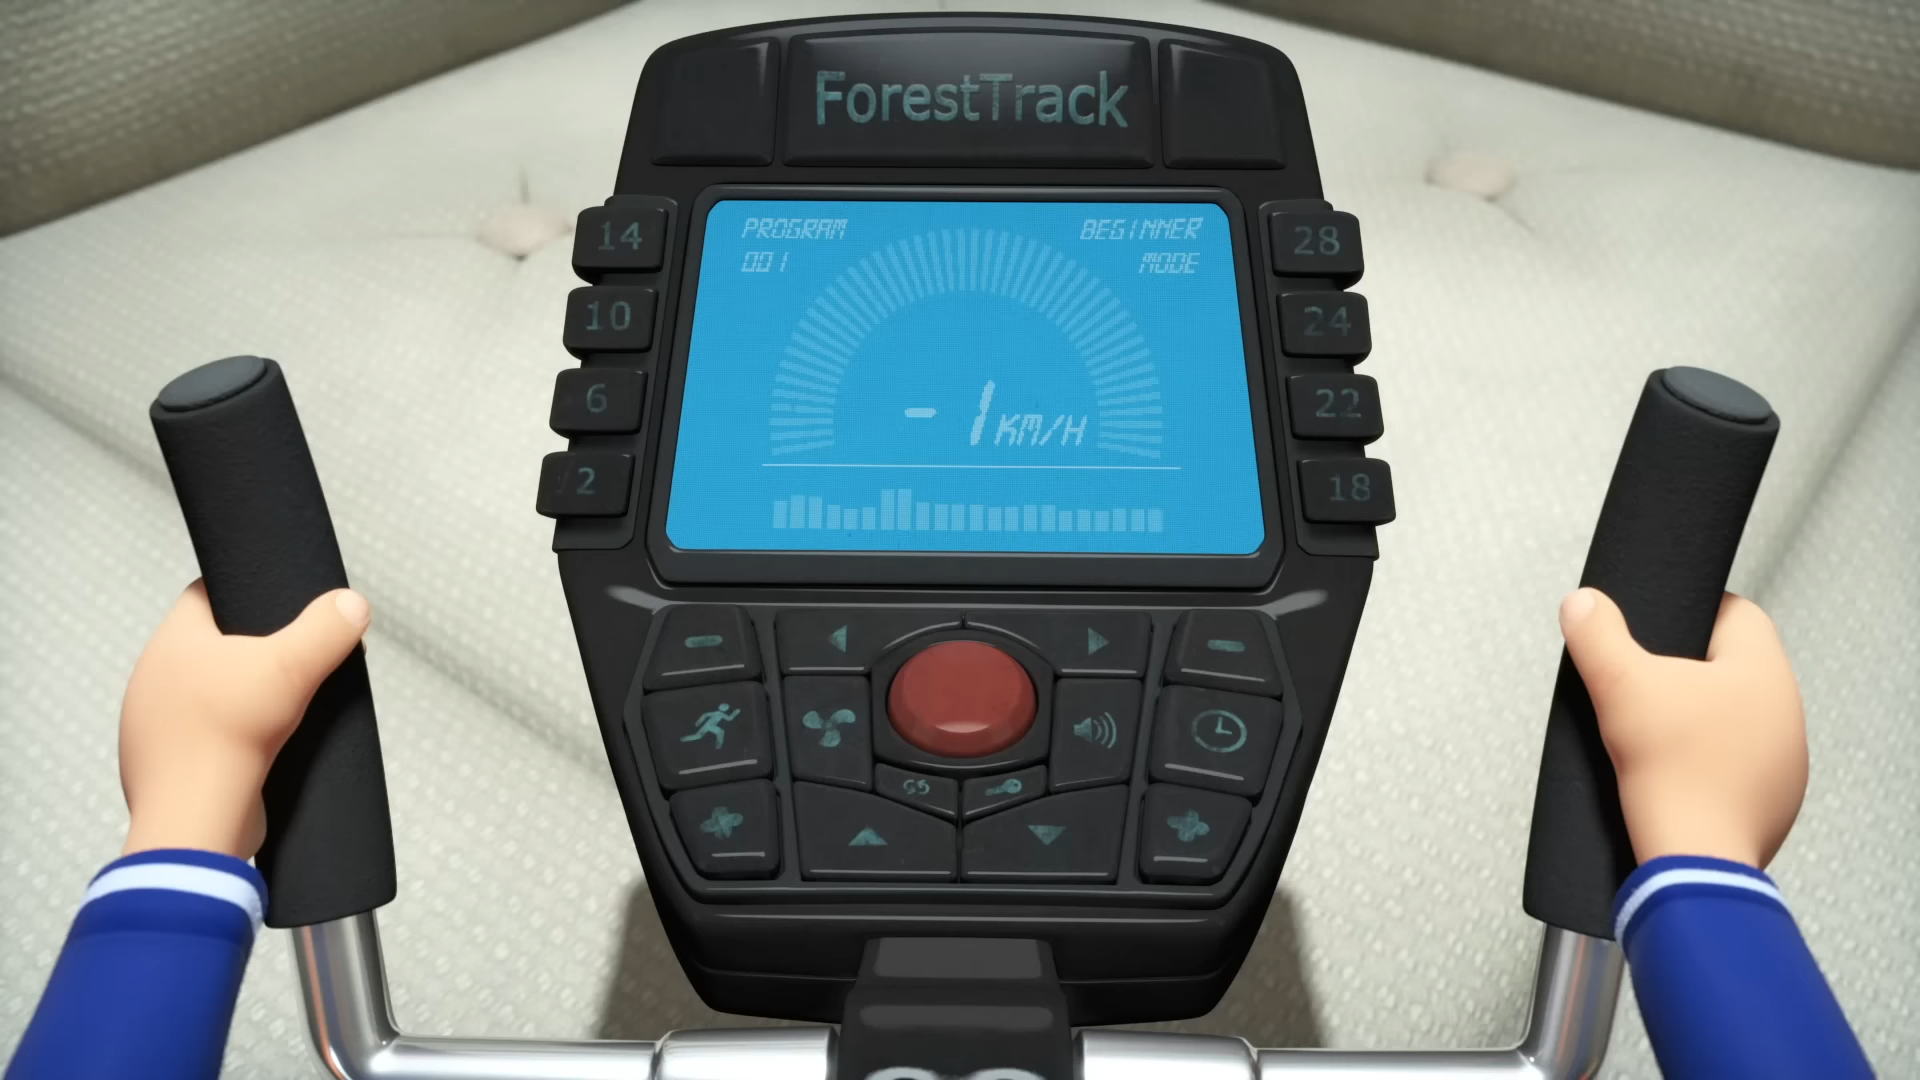 ForestTrack
PROGRAM
001
BEGINNER
MODE
-1 KM/H
14
10
6
2
28
24
22
18